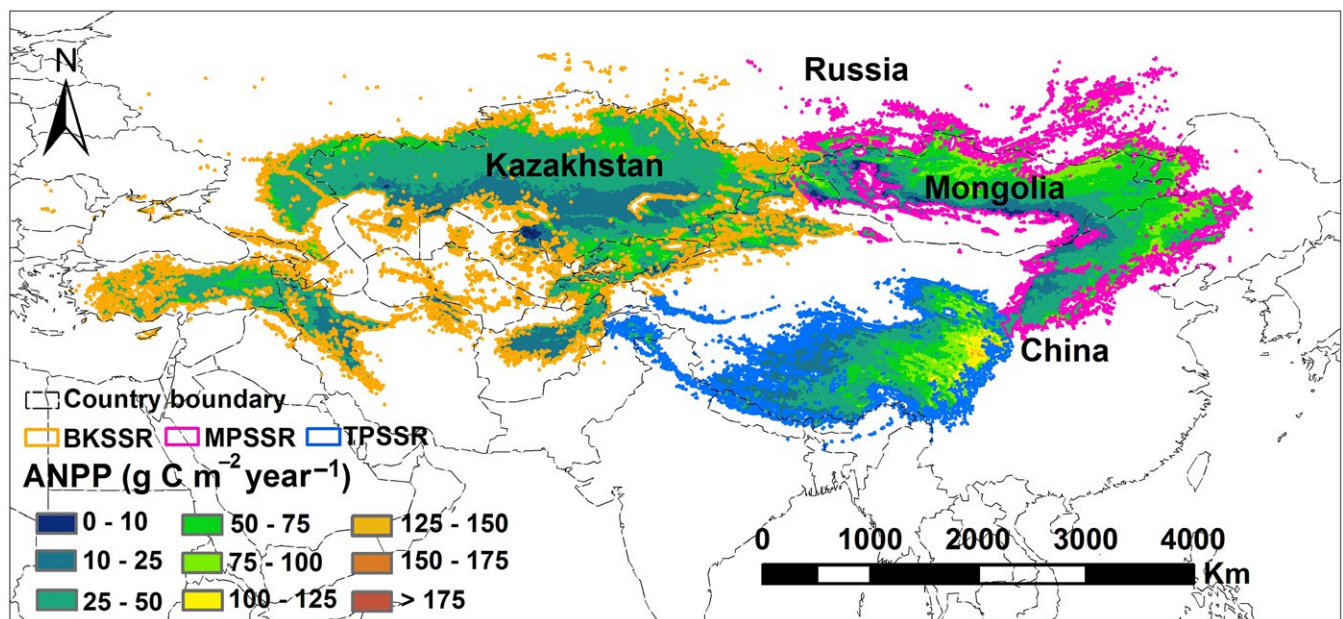 N
Russia
Kazakhstan
Mongolia
China
Country boundary
BKSSR MPSSR TPSSR
ANPP (g C m⁻² year⁻¹)
0 - 10 50 - 75 125 - 150
10 - 25 75 - 100 150 - 175
25 - 50 100 - 125 > 175
0 1000 2000 3000 4000
Km